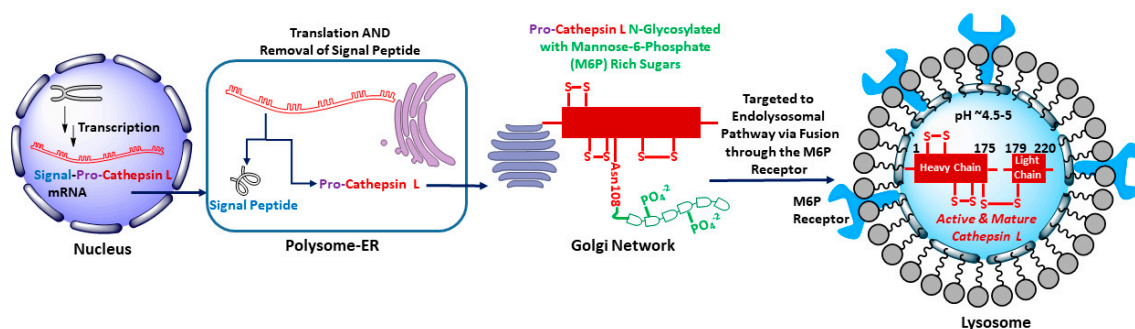 Transcription
Signal-Pro-Cathepsin L
mRNA
Nucleus
Translation AND
Removal of Signal Peptide
Signal Peptide
Pro-Cathepsin L
Polysome-ER
Pro-Cathepsin L N-Glycosylated
with Mannose-6-Phosphate
(M6P) Rich Sugars
S-S
S-S
S-S
Asn108
PO4-2
PO4-2
Golgi Network
Targeted to
Endolysosomal
Pathway via Fusion
through the M6P
Receptor
M6P
Receptor
pH ~4.5-5
1 175 179 220
S-S
Heavy Chain
Light
Chain
S-S
S-S
Active & Mature
Cathepsin L
Lysosome